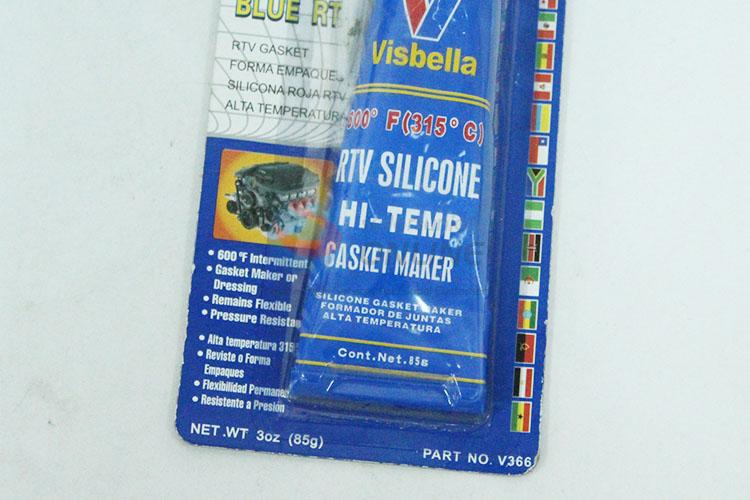 BLUE RT
RTV GASKET
FORMA EMPAQUE
SILICONA ROJA RTV
ALTA TEMPERATURA
Visbella
600° F(315°C)
RTV SILICONE
HI-TEMP
GASKET MAKER
SILICONE GASKET MAKER
FORMADOR DE JUNTAS
ALTA TEMPERATURA
Cont.Net.85g
• 600 °F Intermittent
• Gasket Maker or
Dressing
• Remains Flexible
• Pressure Resista
• Alta temperatura 315
• Reviste o Forma
Empaques
• Flexibilidad Permane
• Resistente a Presión
NET.WT 3oz (85g)
PART NO. V366